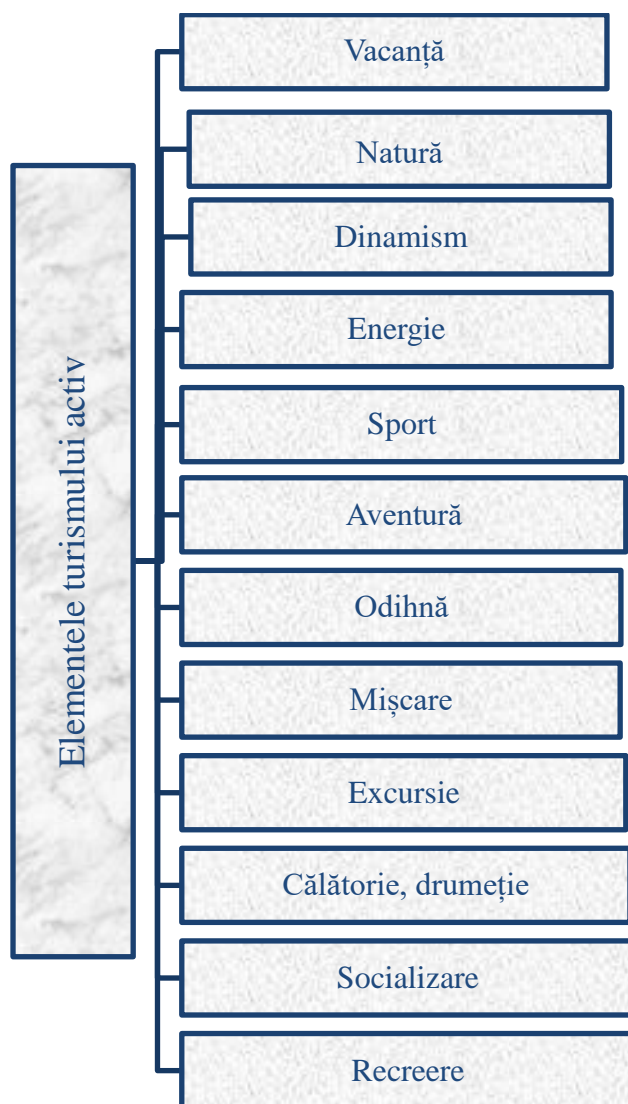 Elementele turismului activ
Vacanță
Natură
Dinamism
Energie
Sport
Aventură
Odihnă
Mișcare
Excursie
Călătorie, drumeție
Socializare
Recreere